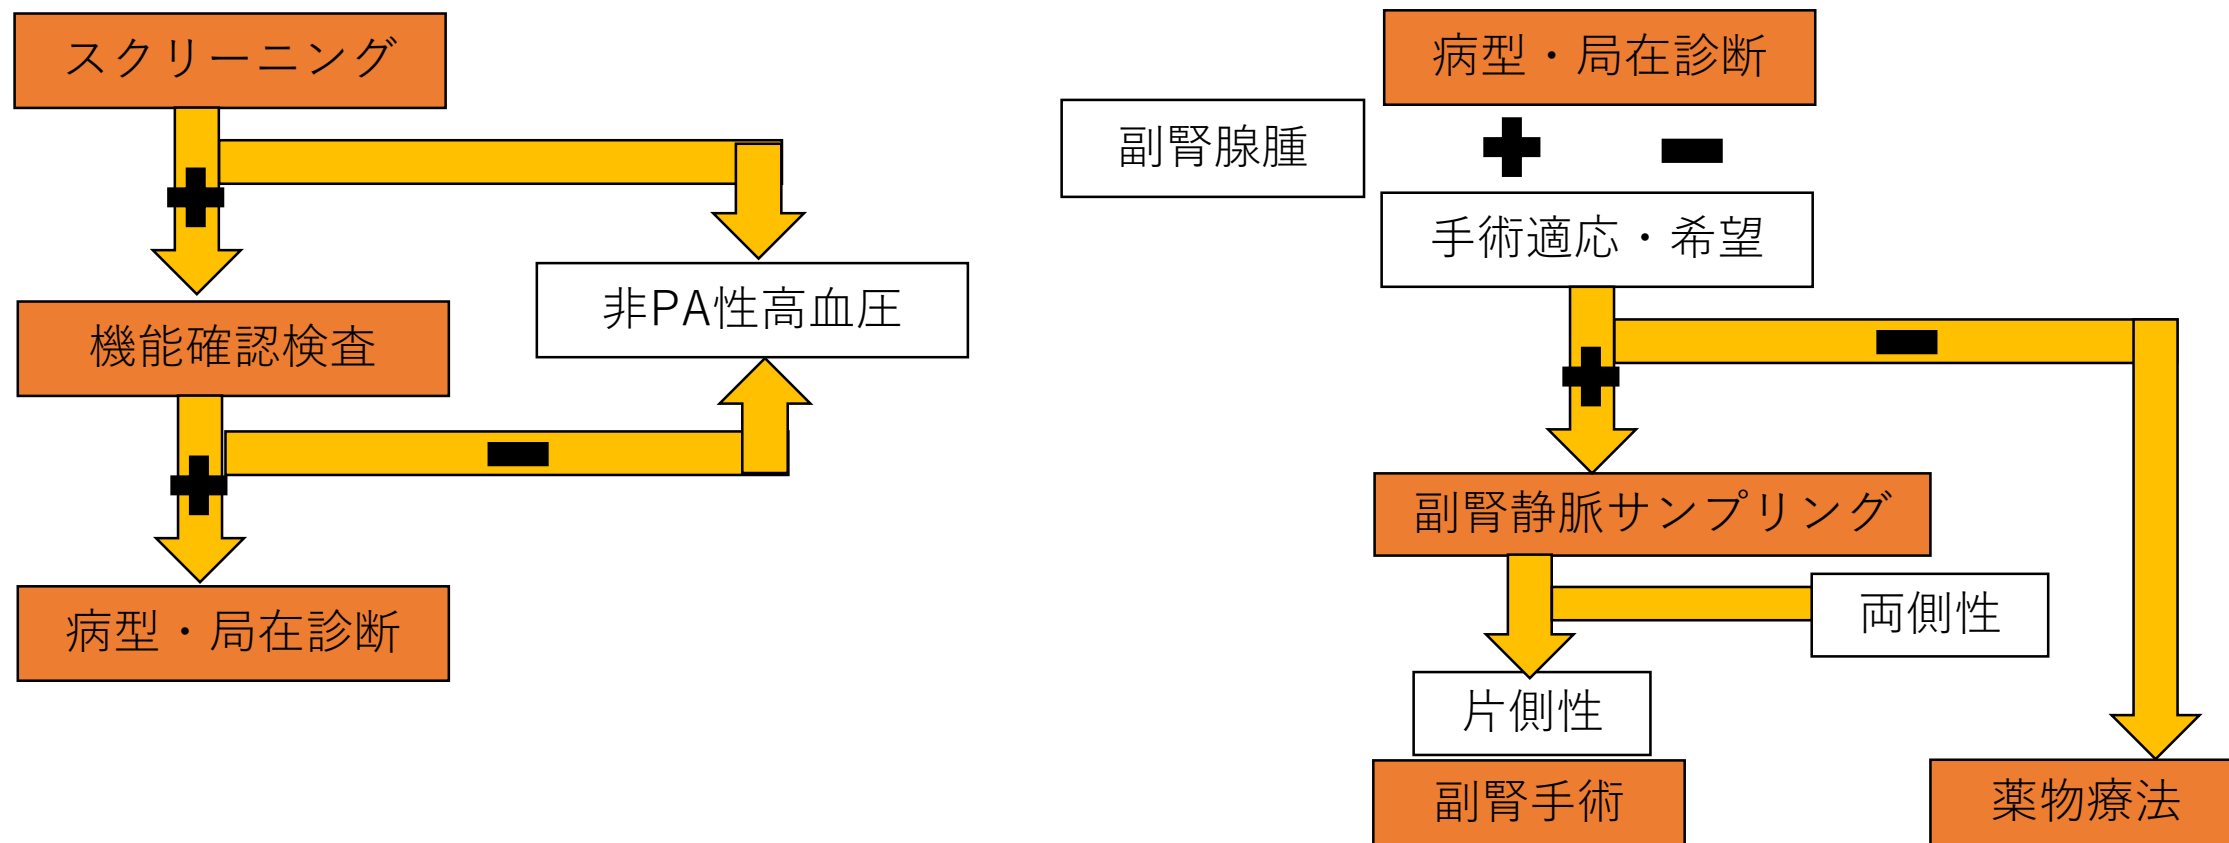 スクリーニング
機能確認検査
非PA性高血圧
病型・局在診断
病型・局在診断
副腎腺腫
手術適応・希望
副腎静脈サンプリング
両側性
片側性
副腎手術
薬物療法